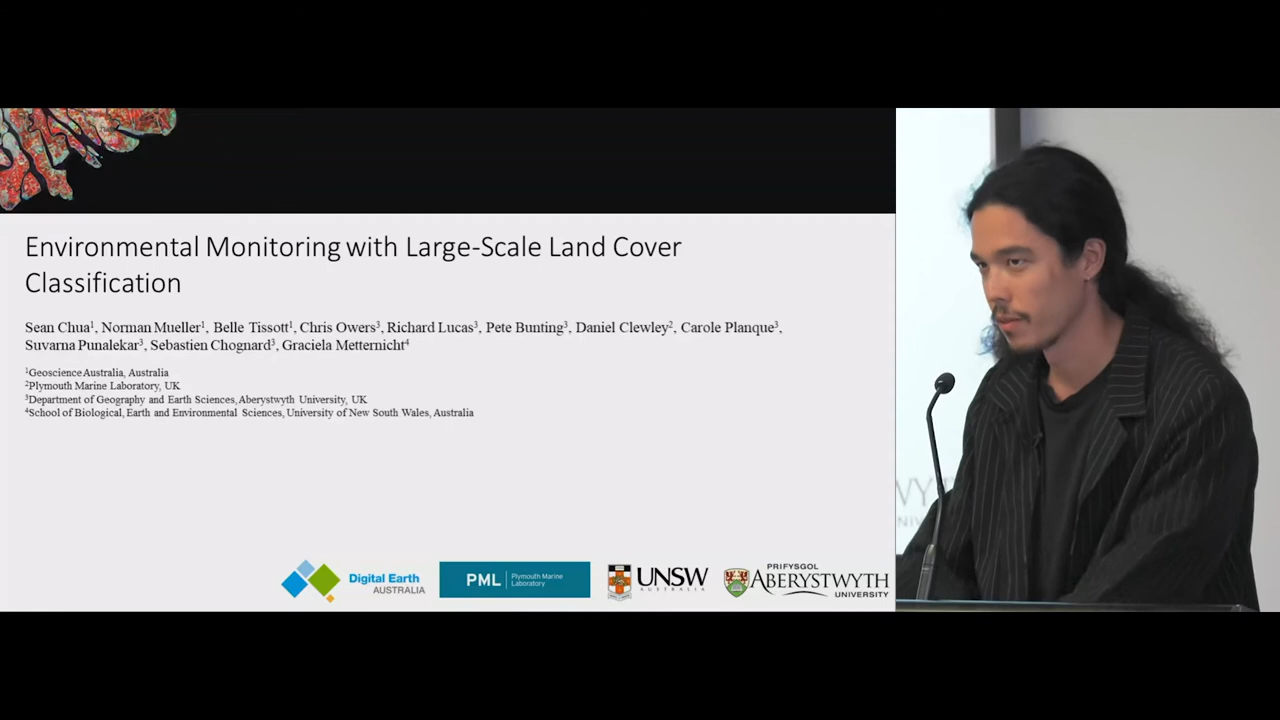 Environmental Monitoring with Large-Scale Land Cover
Classification
Sean Chua¹, Norman Mueller¹, Belle Tissott¹, Chris Owers³, Richard Lucas³, Pete Bunting³, Daniel Clewley², Carole Planque³,
Suvarna Punalekar³, Sebastien Chognard³, Graciela Metternicht⁴
¹Geoscience Australia, Australia
²Plymouth Marine Laboratory, UK
³Department of Geography and Earth Sciences, Aberystwyth University, UK
⁴School of Biological, Earth and Environmental Sciences, University of New South Wales, Australia
Digital Earth
AUSTRALIA
PML
Plymouth Marine
Laboratory
UNSW
AUSTRALIA
PRIFYSGOL
ABERYSTWYTH
UNIVERSITY